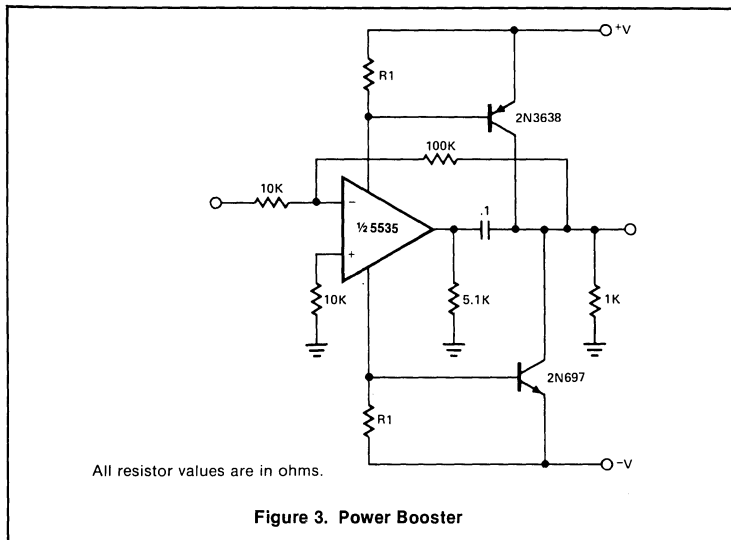 +V
R1
2N3638
100K
10K
−
½ 5535
.1
+
10K
5.1K
1K
2N697
R1
−V
All resistor values are in ohms.
Figure 3. Power Booster